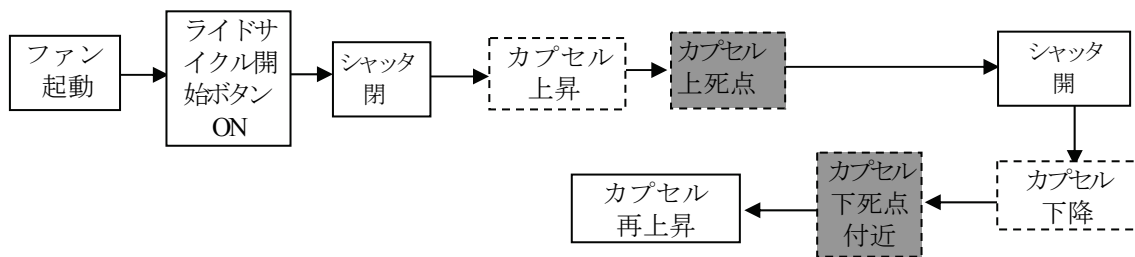 ファン
起動
ライドサ
イクル開
始ボタン
ON
シャッタ
閉
カプセル
上昇
カプセル
上死点
シャッタ
開
カプセル
下降
カプセル
下死点
付近
カプセル
再上昇